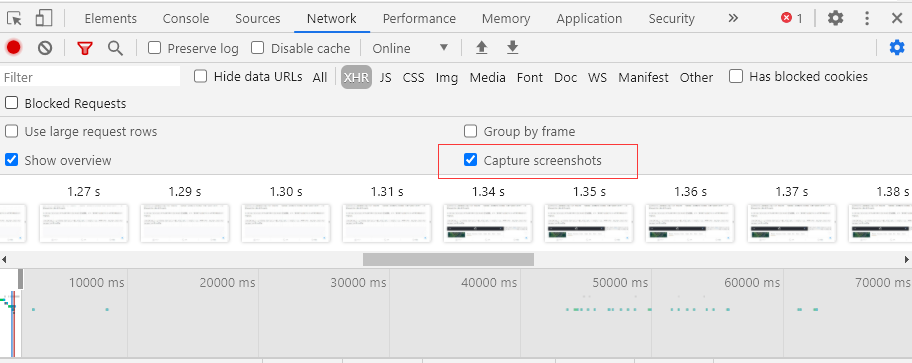 Elements Console Sources Network Performance Memory Application Security » 1
Preserve log Disable cache Online
Filter Hide data URLs All XHR JS CSS Img Media Font Doc WS Manifest Other Has blocked cookies
Blocked Requests
Use large request rows Group by frame
Show overview Capture screenshots
1.27 s 1.29 s 1.30 s 1.31 s 1.34 s 1.35 s 1.36 s 1.37 s 1.38 s
10000 ms 20000 ms 30000 ms 40000 ms 50000 ms 60000 ms 70000 ms